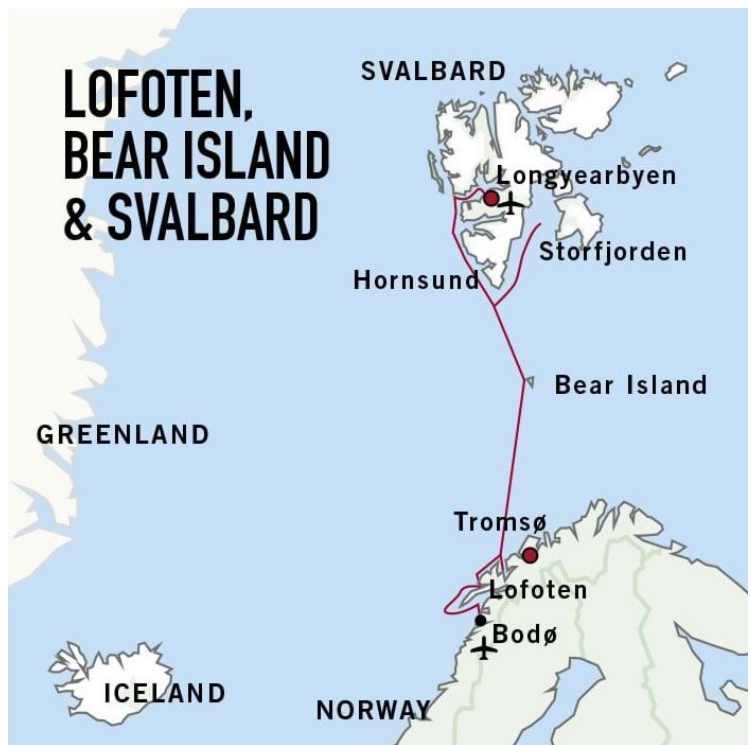 LOFOTEN,
BEAR ISLAND
& SVALBARD
SVALBARD
Longyearbyen
Storfjorden
Hornsund
Bear Island
GREENLAND
Tromsø
Lofoten
Bodø
ICELAND
NORWAY